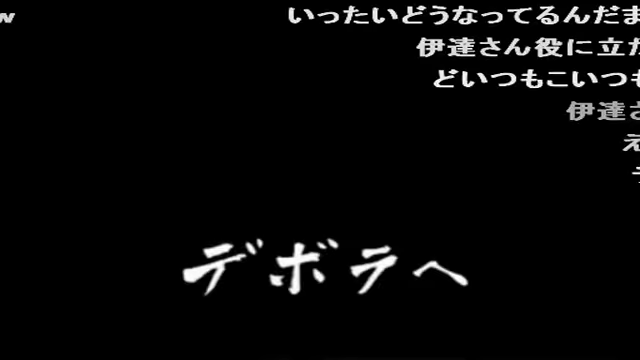 w
いったいどうなってるんだま
伊達さん役に立た
どいつもこいつも
伊達さ
え
デボラへ